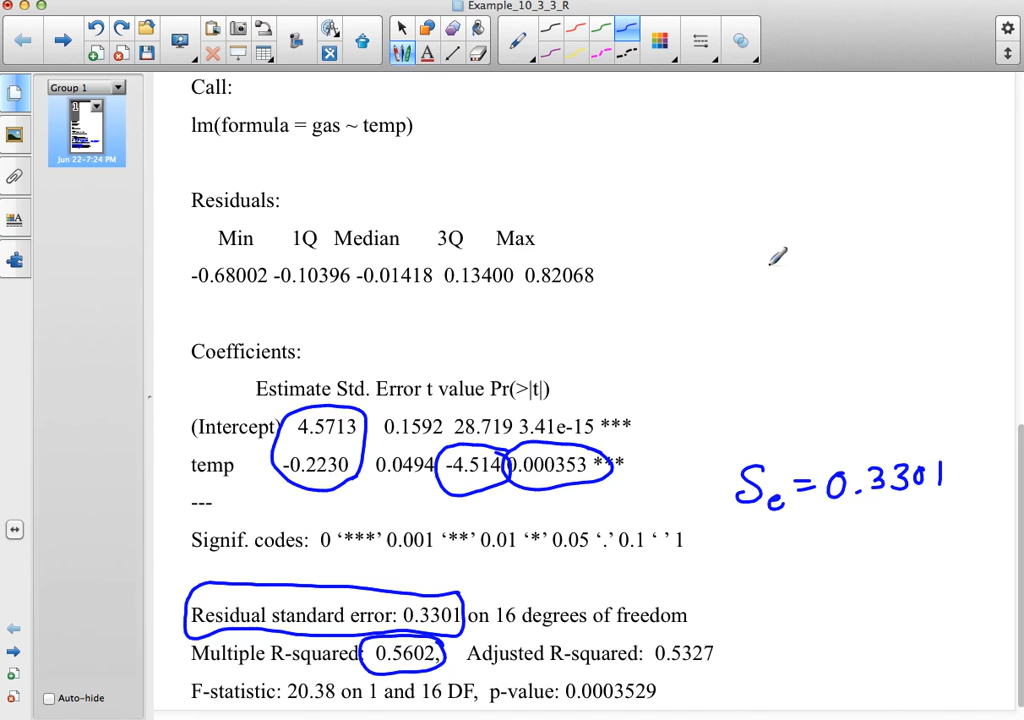 Example_10_3_3_R
Group 1
1
Jun 22-7:24 PM
Call:
lm(formula = gas ~ temp)
Residuals:
Min 1Q Median 3Q Max
-0.68002 -0.10396 -0.01418 0.13400 0.82068
Coefficients:
Estimate Std. Error t value Pr(>|t|)
(Intercept) 4.5713 0.1592 28.719 3.41e-15 ***
temp -0.2230 0.0494 -4.514 0.000353 ***
Se = 0.3301
---
Signif. codes: 0 ‘***’ 0.001 ‘**’ 0.01 ‘*’ 0.05 ‘.’ 0.1 ‘ ’ 1
Residual standard error: 0.3301 on 16 degrees of freedom
Multiple R-squared: 0.5602, Adjusted R-squared: 0.5327
F-statistic: 20.38 on 1 and 16 DF, p-value: 0.0003529
Auto-hide